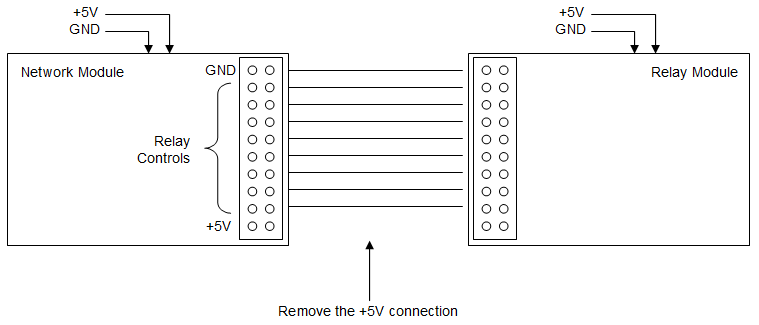 +5V
GND
+5V
GND
Network Module
GND
Relay Module
Relay
Controls
+5V
Remove the +5V connection